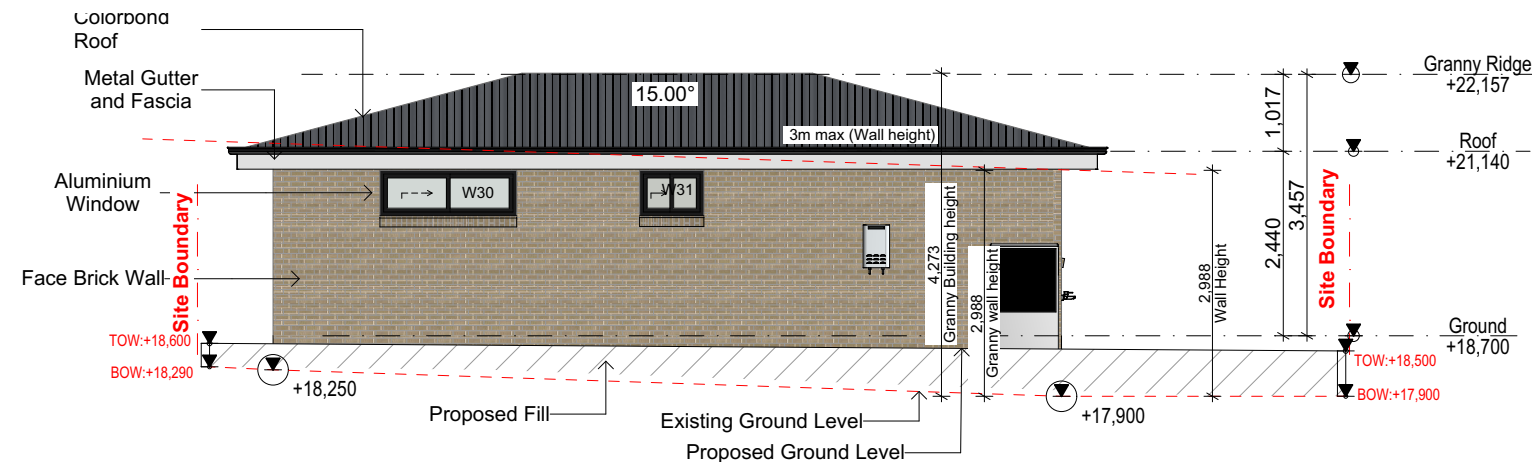 Colorbond
Roof
Metal Gutter
and Fascia
Aluminium
Window
Face Brick Wall
Site Boundary
TOW:+18,600
BOW:+18,290
+18,250
Proposed Fill
Existing Ground Level
Proposed Ground Level
15.00°
3m max (Wall height)
W30
W31
4,273
Granny Building height
2,988
Granny wall height
2,988
Wall Height
+17,900
1,017
2,440
3,457
Site Boundary
Granny Ridge
+22,157
Roof
+21,140
Ground
+18,700
TOW:+18,500
BOW:+17,900